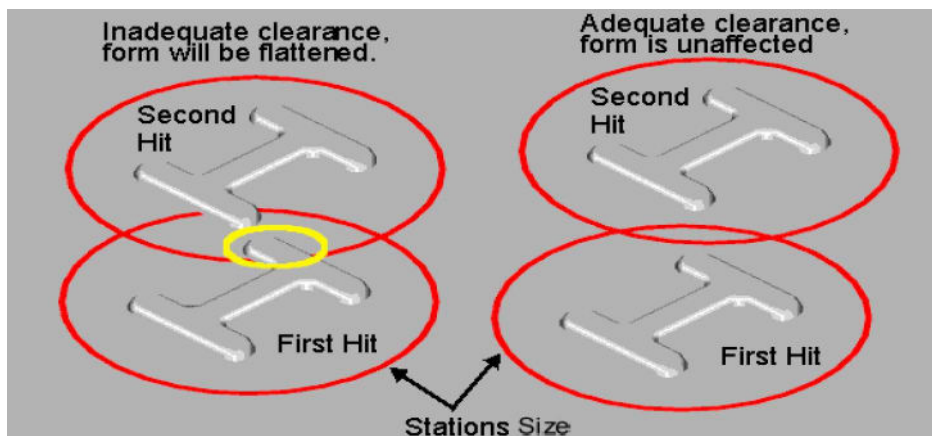 Inadequate clearance,
form will be flattened.
Adequate clearance,
form is unaffected
Second
Hit
Second
Hit
First Hit
First Hit
Stations Size